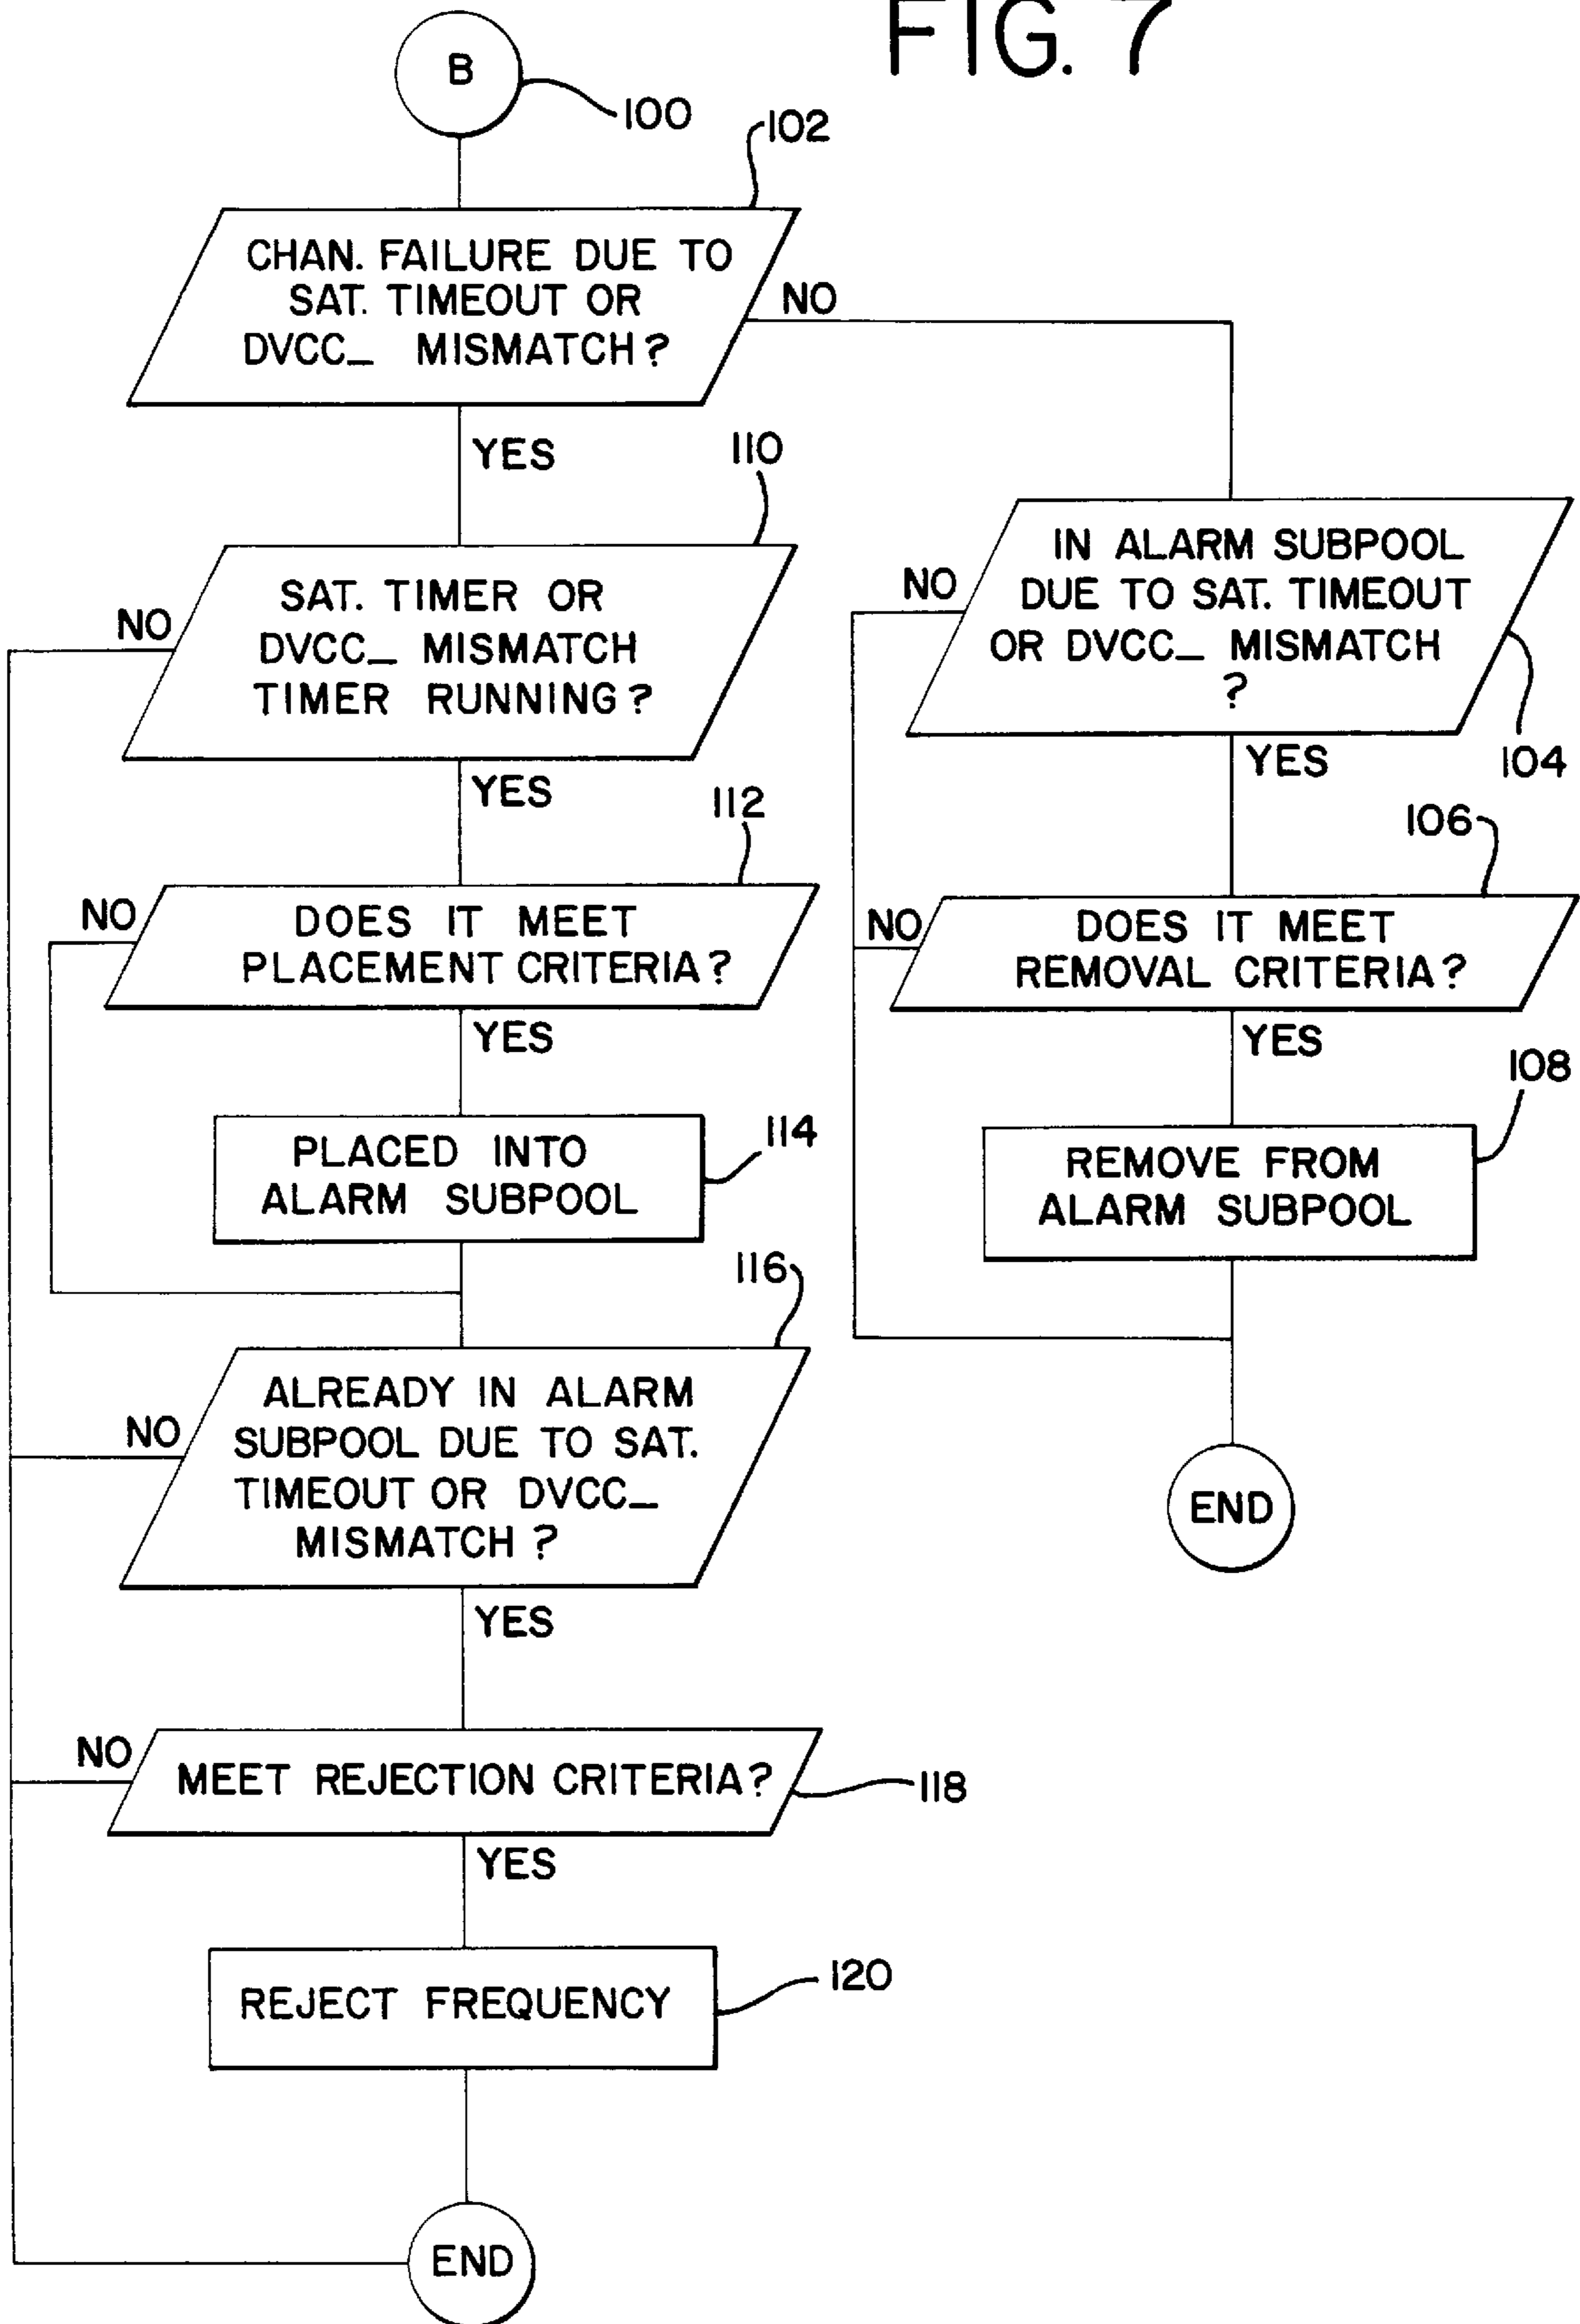 FIG. 7
B
100
102
CHAN. FAILURE DUE TO
SAT. TIMEOUT OR
DVCC_ MISMATCH?
NO
YES
110
SAT. TIMER OR
DVCC_ MISMATCH
TIMER RUNNING?
NO
YES
IN ALARM SUBPOOL
DUE TO SAT. TIMEOUT
OR DVCC_ MISMATCH
?
NO
YES
104
112
DOES IT MEET
PLACEMENT CRITERIA?
NO
YES
106
DOES IT MEET
REMOVAL CRITERIA?
NO
YES
114
PLACED INTO
ALARM SUBPOOL
108
REMOVE FROM
ALARM SUBPOOL
116
ALREADY IN ALARM
SUBPOOL DUE TO SAT.
TIMEOUT OR DVCC_
MISMATCH?
NO
YES
END
MEET REJECTION CRITERIA?
NO
118
YES
REJECT FREQUENCY
120
END